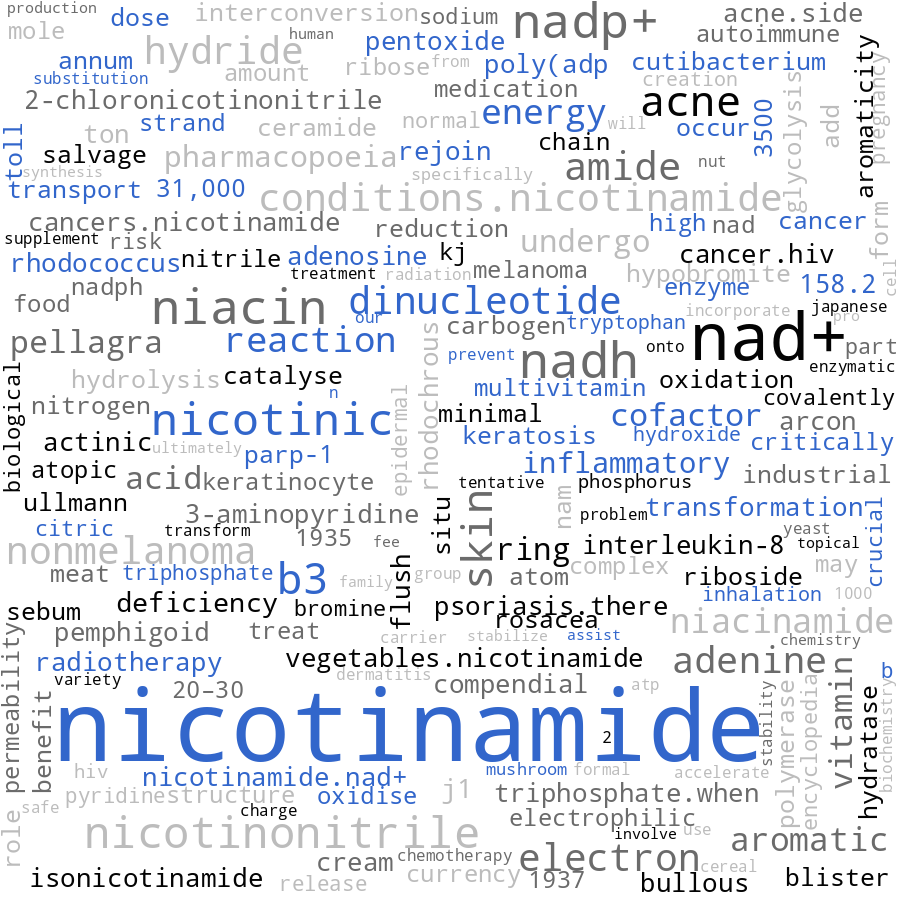 production
dose
interconversion
sodium
nadp+
acne.side
mole
hydride
human
pentoxide
autoimmune
annum
substitution
amount
ribose
from
poly(adp
cutibacterium
creation
2-chloronicotinonitrile
medication
energy
acne
aromaticity
pregnancy
glycolysis
toll
ton
strand
ceramide
normal
will
occur
3500
add
salvage
pharmacopoeia
rejoin
chain
amide
nut
synthesis
specifically
transport
31,000
conditions.nicotinamide
cancers.nicotinamide
reduction
high
nad
cancer
form
supplement
risk
undergo
rhodococcus
nitrile
adenosine
kj
cancer.hiv
treatment
radiation
melanoma
hypobromite
cell
nadph
enzyme
158.2
food
niacin
dinucleotide
our
incorporate
japanese
pro
carbogen
tryptophan
nad+
pellagra
reaction
rhodochrous
prevent
nadh
onto
part
enzymatic
hydrolysis
catalyse
n
multivitamin
oxidation
covalently
biological
nitrogen
nicotinic
epidermal
minimal
cofactor
arcon
actinic
ultimately
parp-1
keratosis
hydroxide
critically
atopic
acid
keratinocyte
inflammatory
industrial
tentative
phosphorus
ullmann
3-aminopyridine
situ
skin
nam
problem
transformation
crucial
citric
transform
1935
fee
yeast
topical
nonmelanoma
ring
interleukin-8
meat
triphosphate
b3
family
flush
group
atom
complex
riboside
may
inhalation
1000
sebum
deficiency
bromine
psoriasis.there
rosacea
niacinamide
pemphigoid
treat
carrier
stabilize
assist
chemistry
permeability
radiotherapy
vegetables.nicotinamide
adenine
vitamin
b
variety
dermatitis
20–30
compendial
atp
benefit
nicotinamide
2
stability
polymerase
encyclopedia
hydratase
biochemistry
hiv
nicotinamide.nad+
mushroom
formal
accelerate
safe
pyridinestructure
oxidise
j1
triphosphate.when
role
charge
electrophilic
nicotinonitrile
involve
use
aromatic
cream
chemotherapy
electron
cereal
isonicotinamide
release
currency
1937
bullous
blister